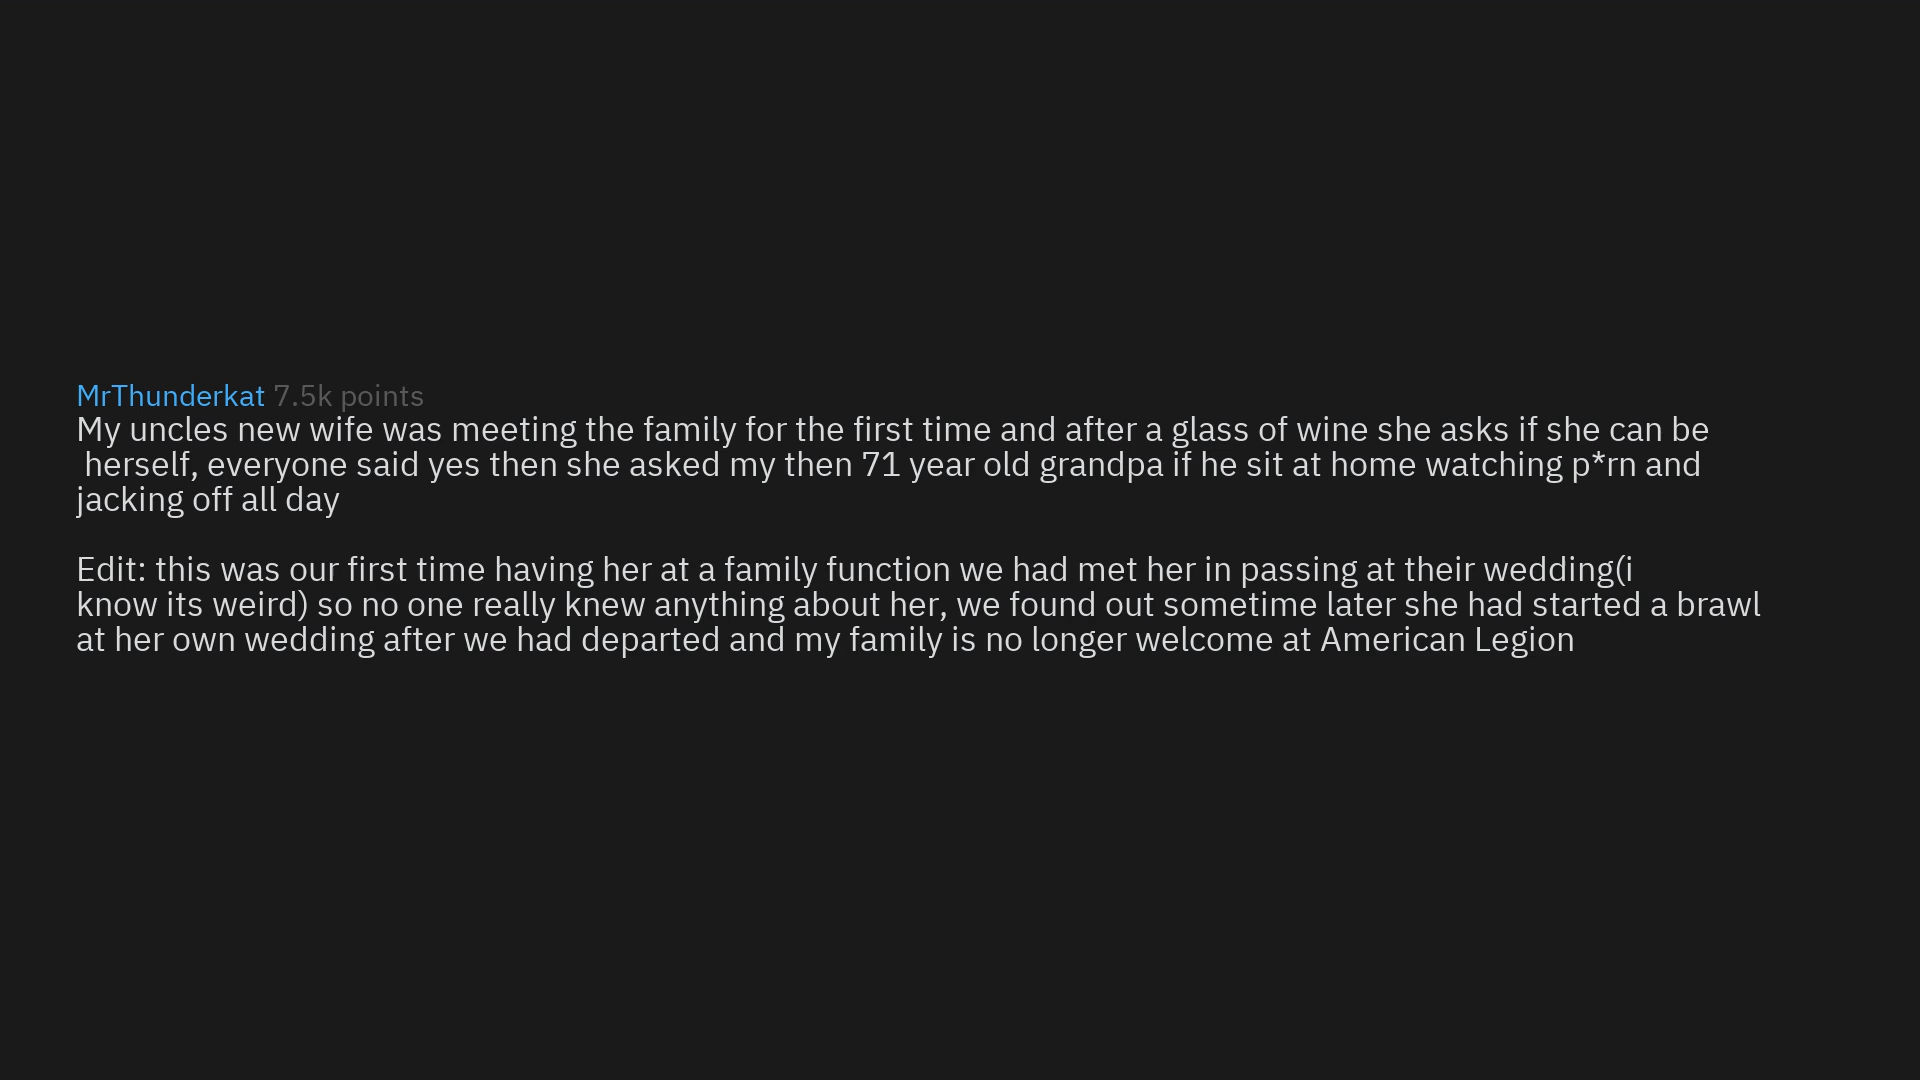 MrThunderkat 7.5k points
My uncles new wife was meeting the family for the first time and after a glass of wine she asks if she can be
herself, everyone said yes then she asked my then 71 year old grandpa if he sit at home watching p*rn and
jacking off all day
Edit: this was our first time having her at a family function we had met her in passing at their wedding(i
know its weird) so no one really knew anything about her, we found out sometime later she had started a brawl
at her own wedding after we had departed and my family is no longer welcome at American Legion